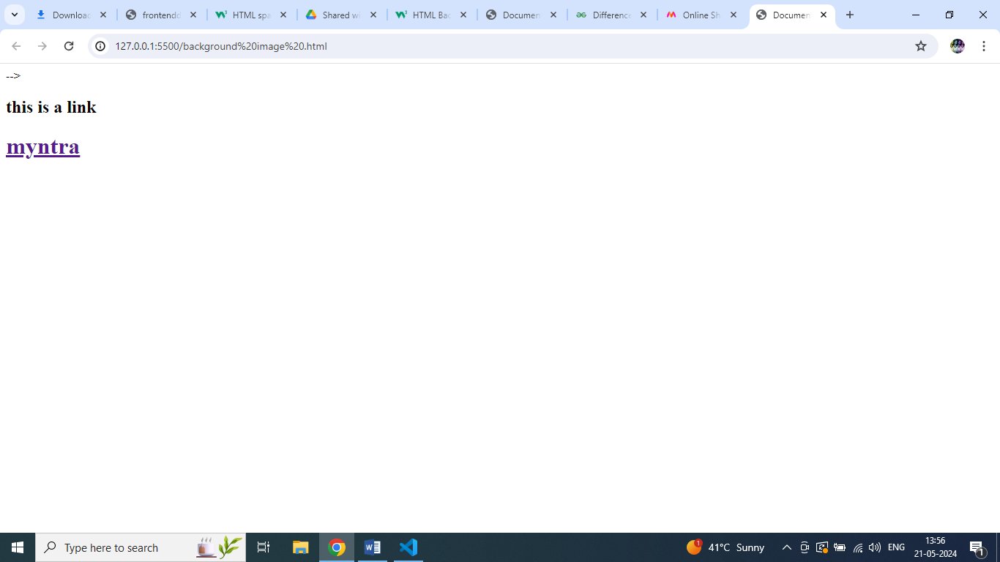 Downloac
frontendc
HTML spa
Shared wi
HTML Bac
Documen
Difference
Online Sh
Documen
127.0.0.1:5500/background%20image%20.html
-->
this is a link
myntra
Type here to search
1
41°C Sunny
ENG
13:56
21-05-2024
1